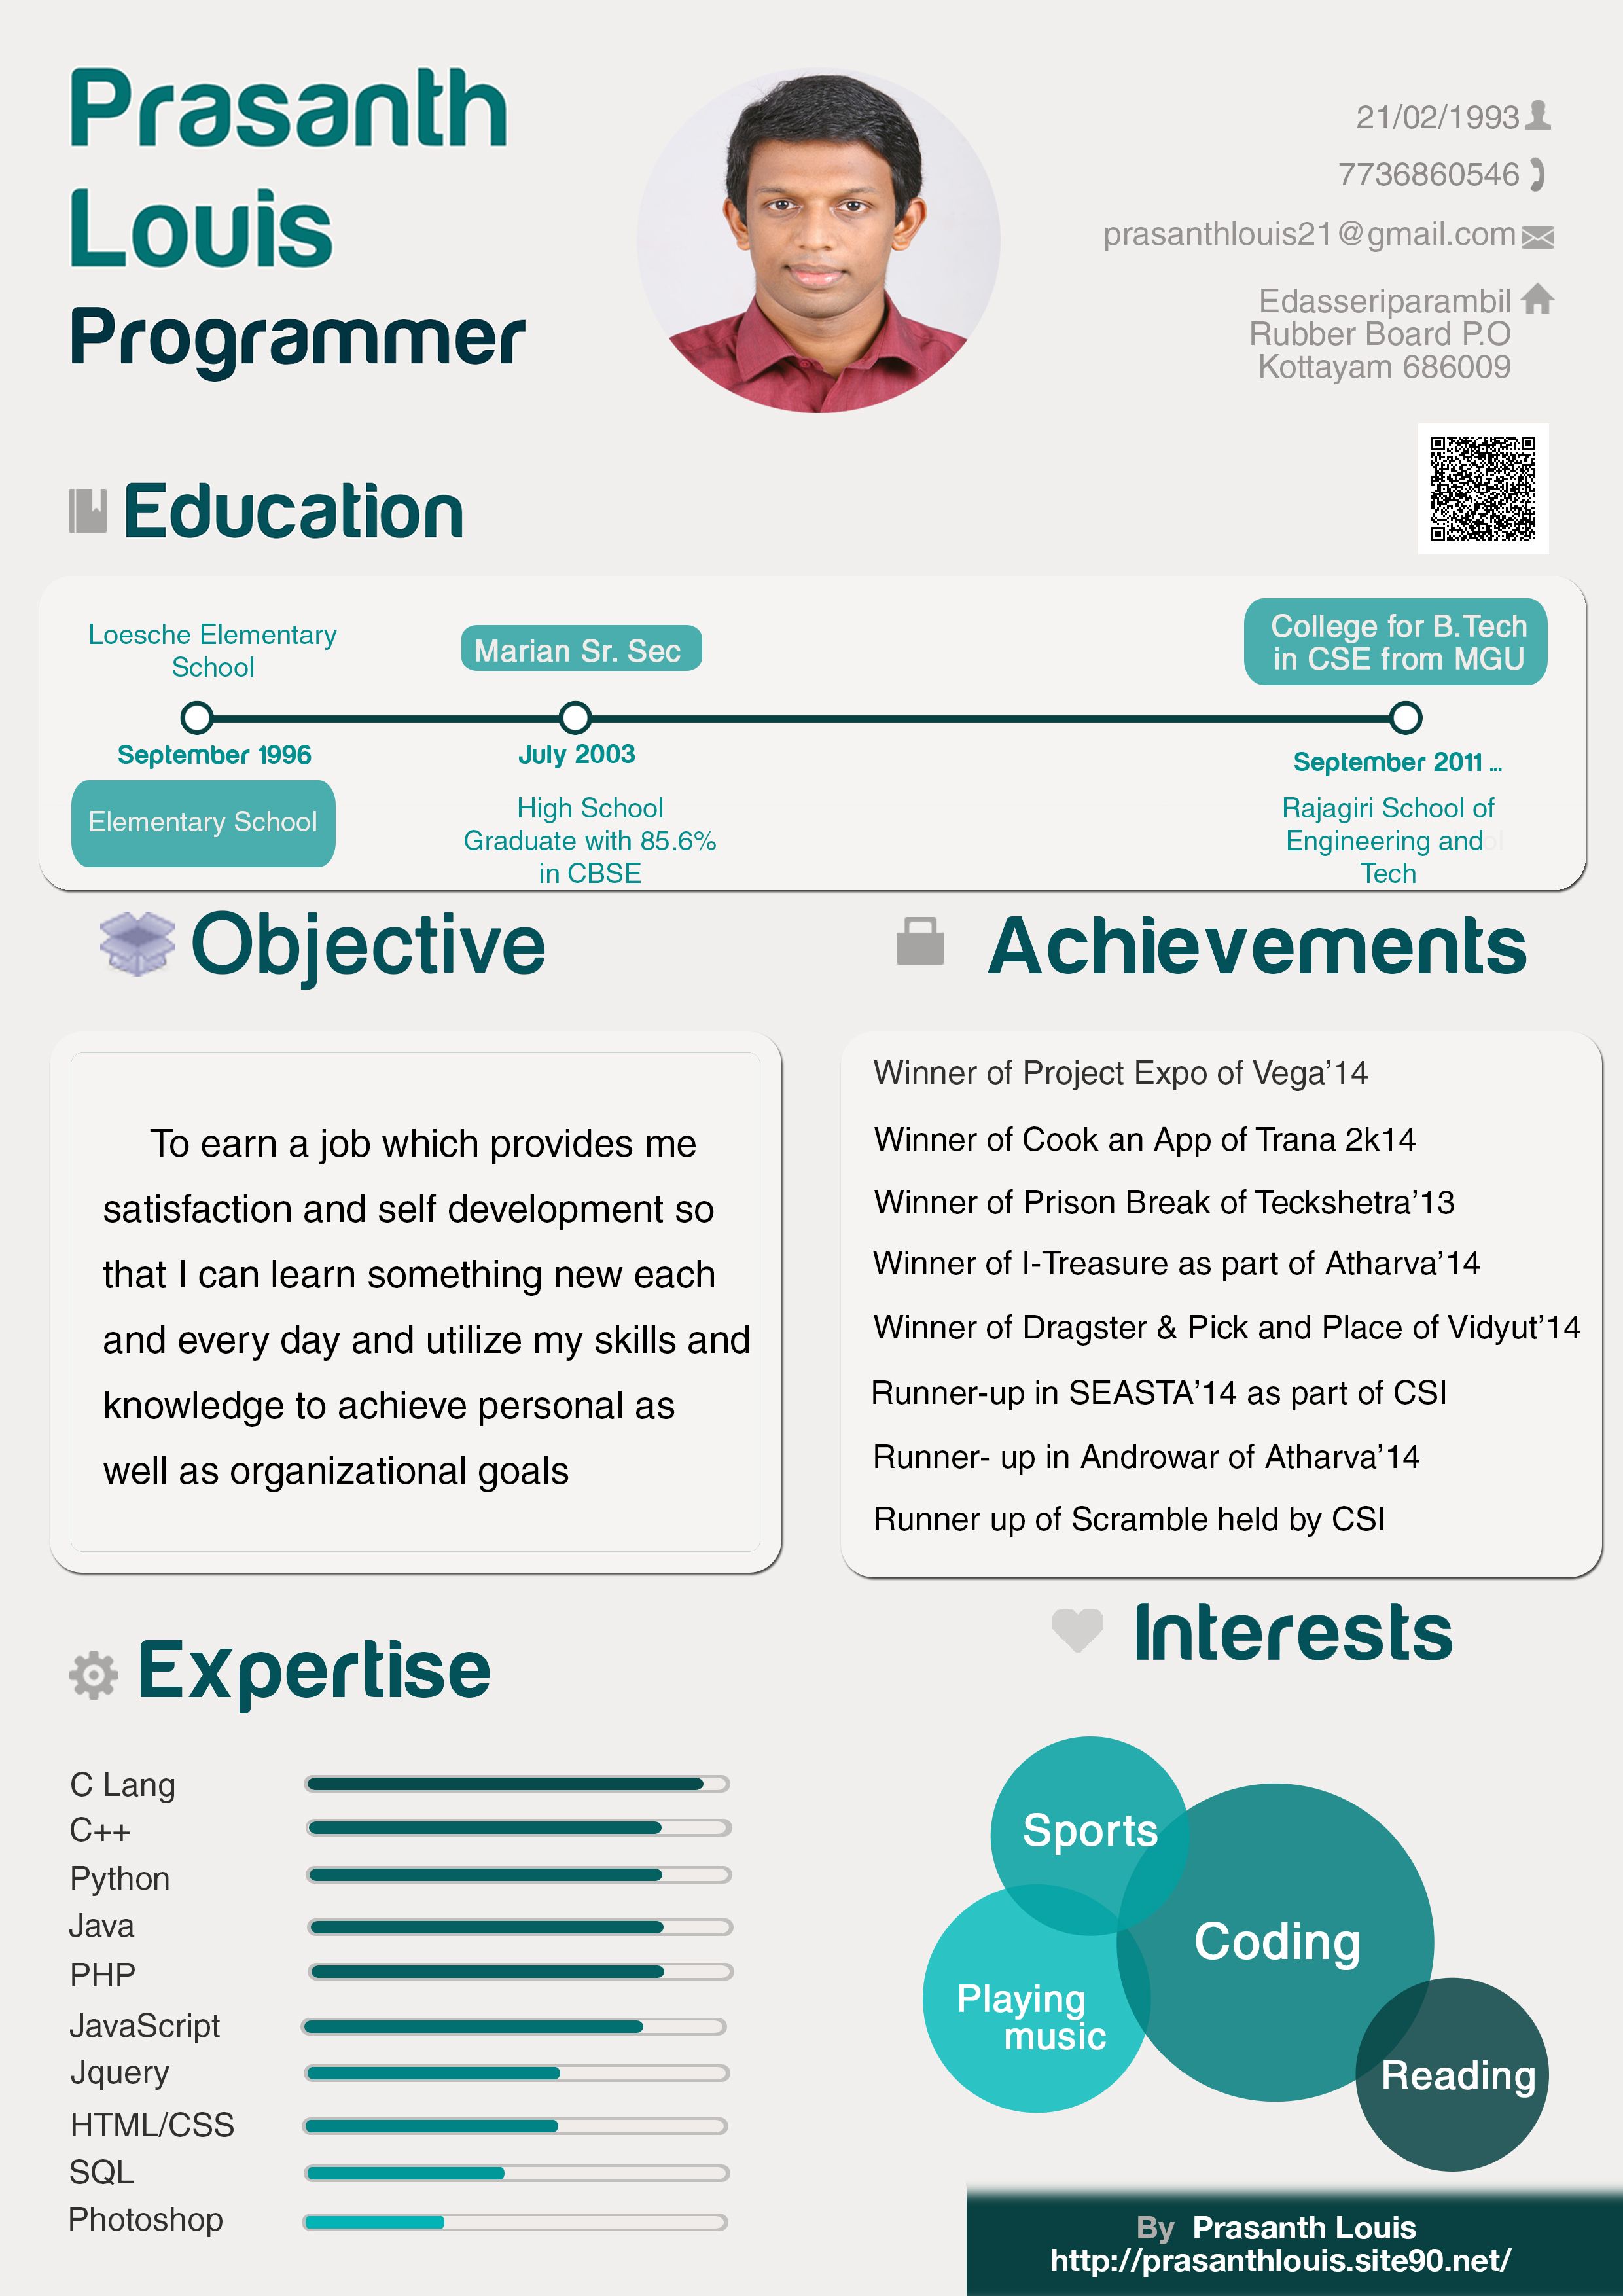 Prasanth
Louis
Programmer
21/02/1993
7736860546
prasanthlouis21@gmail.com
Edasseriparambil
Rubber Board P.O
Kottayam 686009
Education
Loesche Elementary
School
September 1996
Elementary School
Marian Sr. Sec
July 2003
High School
Graduate with 85.6%
in CBSE
College for B.Tech
in CSE from MGU
September 2011 ...
Rajagiri School of
Engineering and
Tech
Objective
To earn a job which provides me
satisfaction and self development so
that I can learn something new each
and every day and utilize my skills and
knowledge to achieve personal as
well as organizational goals
Achievements
Winner of Project Expo of Vega’14
Winner of Cook an App of Trana 2k14
Winner of Prison Break of Teckshetra’13
Winner of I-Treasure as part of Atharva’14
Winner of Dragster & Pick and Place of Vidyut’14
Runner-up in SEASTA’14 as part of CSI
Runner- up in Androwar of Atharva’14
Runner up of Scramble held by CSI
Expertise
C Lang
C++
Python
Java
PHP
JavaScript
Jquery
HTML/CSS
SQL
Photoshop
Interests
Sports
Coding
Playing
music
Reading
By Prasanth Louis
http://prasanthlouis.site90.net/